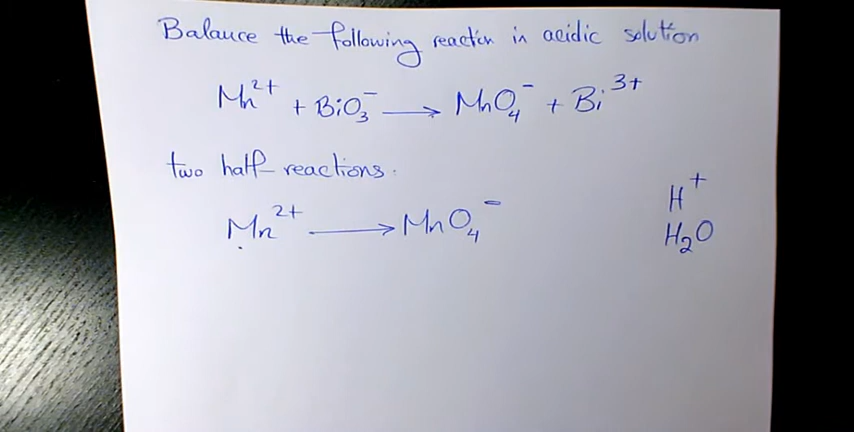 Balance the following reaction in acidic solution
Mn²⁺ + BiO₃⁻ → MnO₄⁻ + Bi³⁺
two half-reactions.
Mn²⁺ → MnO₄⁻
H⁺
H₂O